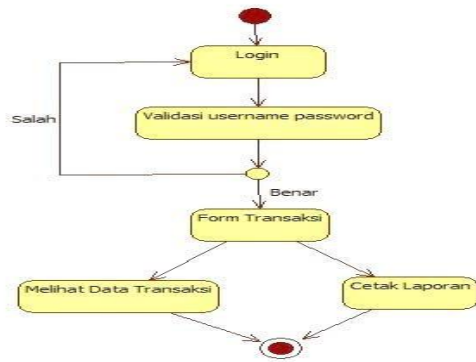 Login
Validasi username password
Salah
Benar
Form Transaksi
Melihat Data Transaksi
Cetak Laporan